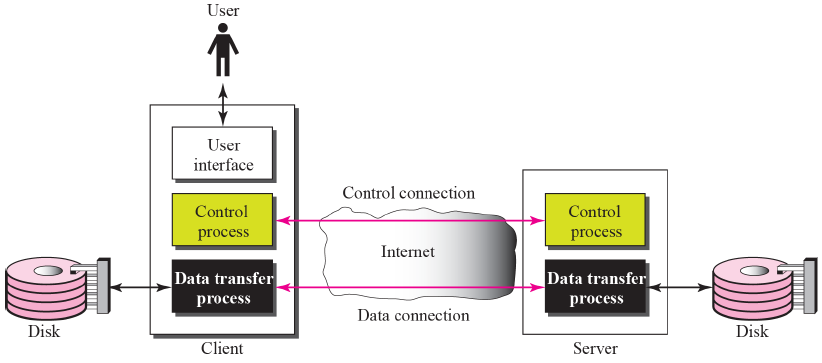 User
User
interface
Control connection
Control
process
Control
process
Internet
Data transfer
process
Data transfer
process
Data connection
Disk
Disk
Client
Server